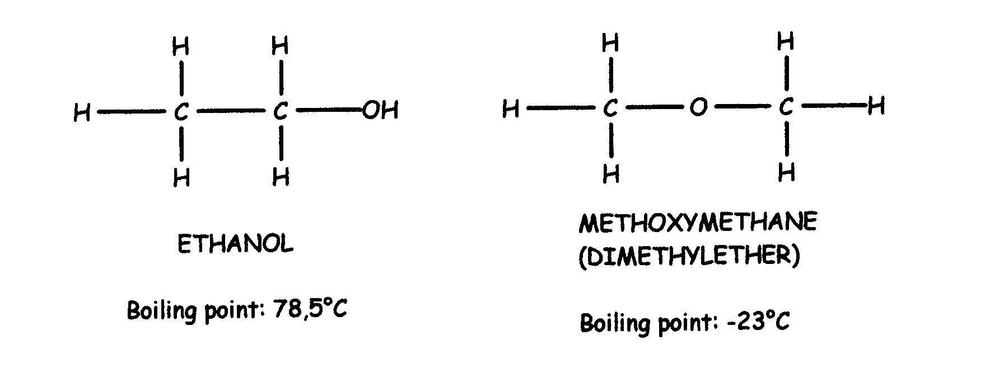 H H
H C C OH
H H
ETHANOL
Boiling point: 78,5°C
H H
H C O C H
H H
METHOXYMETHANE
(DIMETHYLETHER)
Boiling point: -23°C